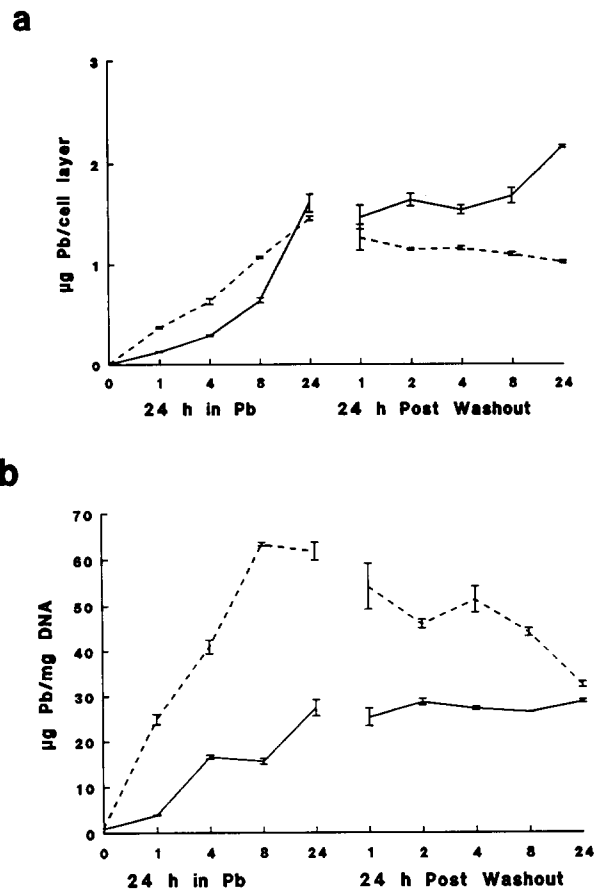 a
3
2
1
0
µg Pb/cell layer
0 1 4 8 24 1 2 4 8 24
24 h in Pb 24 h Post Washout
b
70
60
50
40
30
20
10
0
µg Pb/mg DNA
0 1 4 8 24 1 2 4 8 24
24 h in Pb 24 h Post Washout